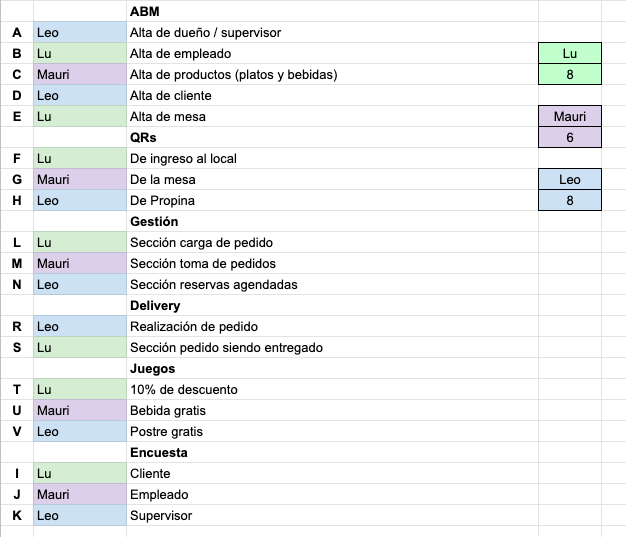 ABM
A Leo Alta de dueño / supervisor
B Lu Alta de empleado Lu
C Mauri Alta de productos (platos y bebidas) 8
D Leo Alta de cliente
E Lu Alta de mesa Mauri
QRs 6
F Lu De ingreso al local
G Mauri De la mesa Leo
H Leo De Propina 8
Gestión
L Lu Sección carga de pedido
M Mauri Sección toma de pedidos
N Leo Sección reservas agendadas
Delivery
R Leo Realización de pedido
S Lu Sección pedido siendo entregado
Juegos
T Lu 10% de descuento
U Mauri Bebida gratis
V Leo Postre gratis
Encuesta
I Lu Cliente
J Mauri Empleado
K Leo Supervisor